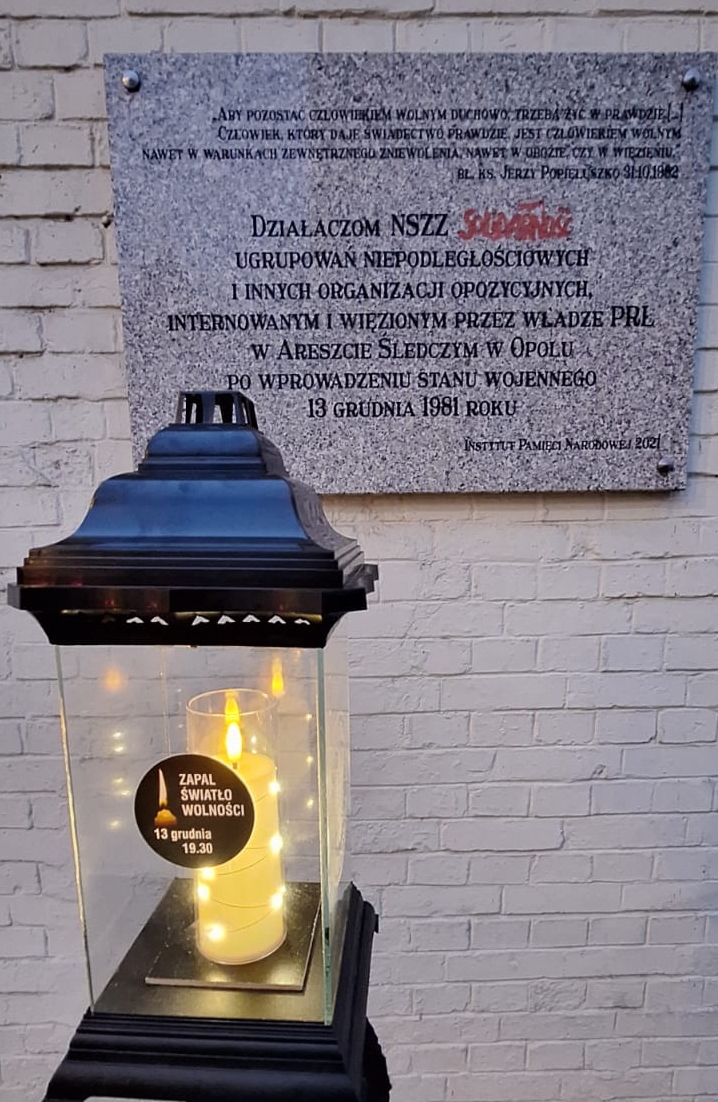 „Aby pozostać człowiekiem wolnym duchowo, trzeba żyć w prawdzie.[...]
Człowiek, który daje świadectwo prawdzie, jest człowiekiem wolnym
nawet w warunkach zewnętrznego zniewolenia, nawet w obozie, czy w więzieniu."
bł. ks. Jerzy Popiełuszko 31.10.1982
Działaczom NSZZ Solidarność
ugrupowań niepodległościowych
i innych organizacji opozycyjnych,
internowanym i więzionym przez władze PRL
w Areszcie Śledczym w Opolu
po wprowadzeniu stanu wojennego
13 grudnia 1981 roku
Instytut Pamięci Narodowej 2021
ZAPAL
ŚWIATŁO
WOLNOŚCI
13 grudnia
19.30